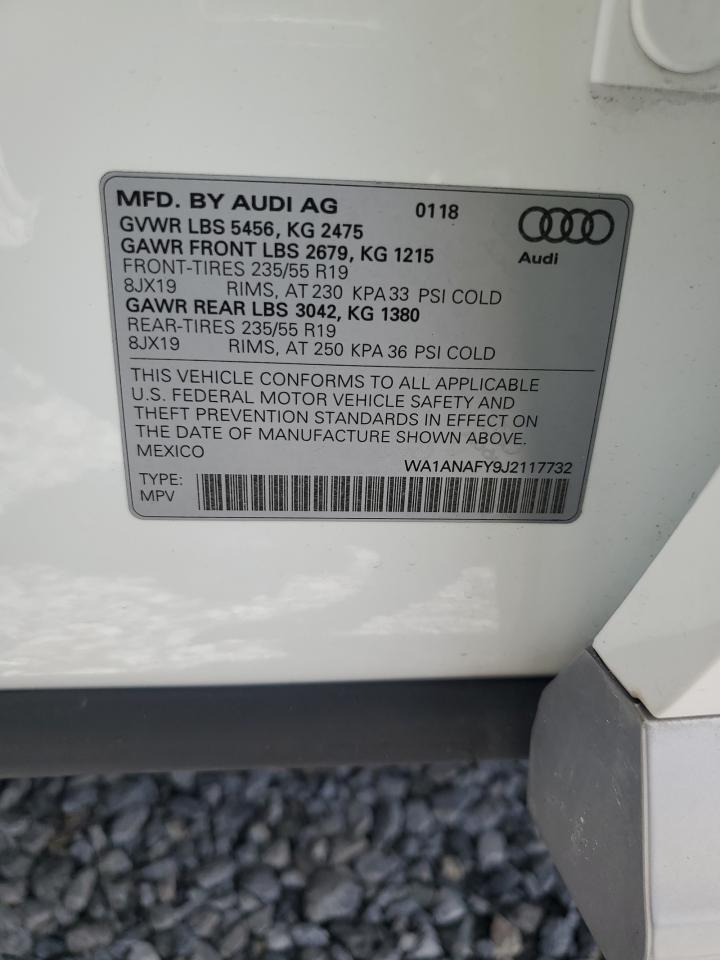 MFD. BY AUDI AG 0118
GVWR LBS 5456, KG 2475
GAWR FRONT LBS 2679, KG 1215
Audi
FRONT-TIRES 235/55 R19
8JX19 RIMS, AT 230 KPA 33 PSI COLD
GAWR REAR LBS 3042, KG 1380
REAR-TIRES 235/55 R19
8JX19 RIMS, AT 250 KPA 36 PSI COLD
THIS VEHICLE CONFORMS TO ALL APPLICABLE
U.S. FEDERAL MOTOR VEHICLE SAFETY AND
THEFT PREVENTION STANDARDS IN EFFECT ON
THE DATE OF MANUFACTURE SHOWN ABOVE.
MEXICO WA1ANAFY9J2117732
TYPE:
MPV